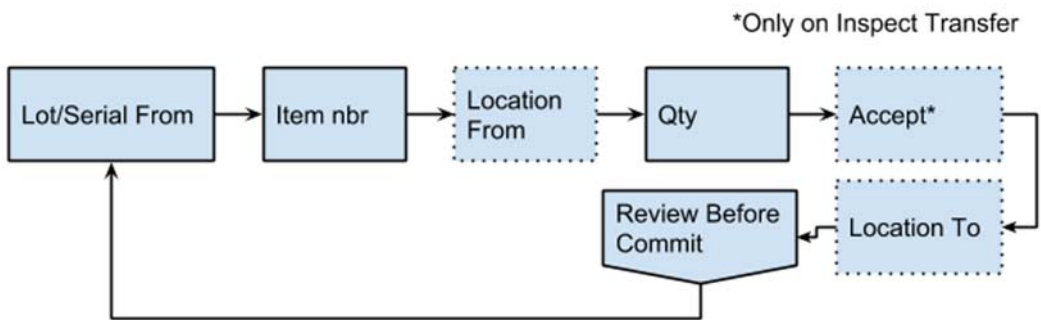 *Only on Inspect Transfer
Lot/Serial From
Item nbr
Location
From
Qty
Accept*
Location To
Review Before
Commit